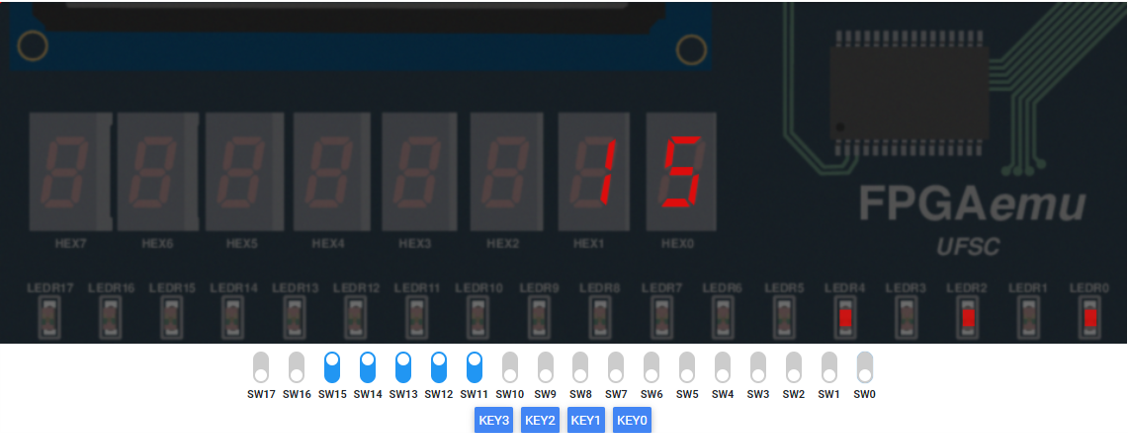 1 5
HEX7 HEX6 HEX5 HEX4 HEX3 HEX2 HEX1 HEX0
FPGAemu
UFSC
LEDR17 LEDR16 LEDR15 LEDR14 LEDR13 LEDR12 LEDR11 LEDR10 LEDR9 LEDR8 LEDR7 LEDR6 LEDR5 LEDR4 LEDR3 LEDR2 LEDR1 LEDR0
SW17 SW16 SW15 SW14 SW13 SW12 SW11 SW10 SW9 SW8 SW7 SW6 SW5 SW4 SW3 SW2 SW1 SW0
KEY3 KEY2 KEY1 KEY0